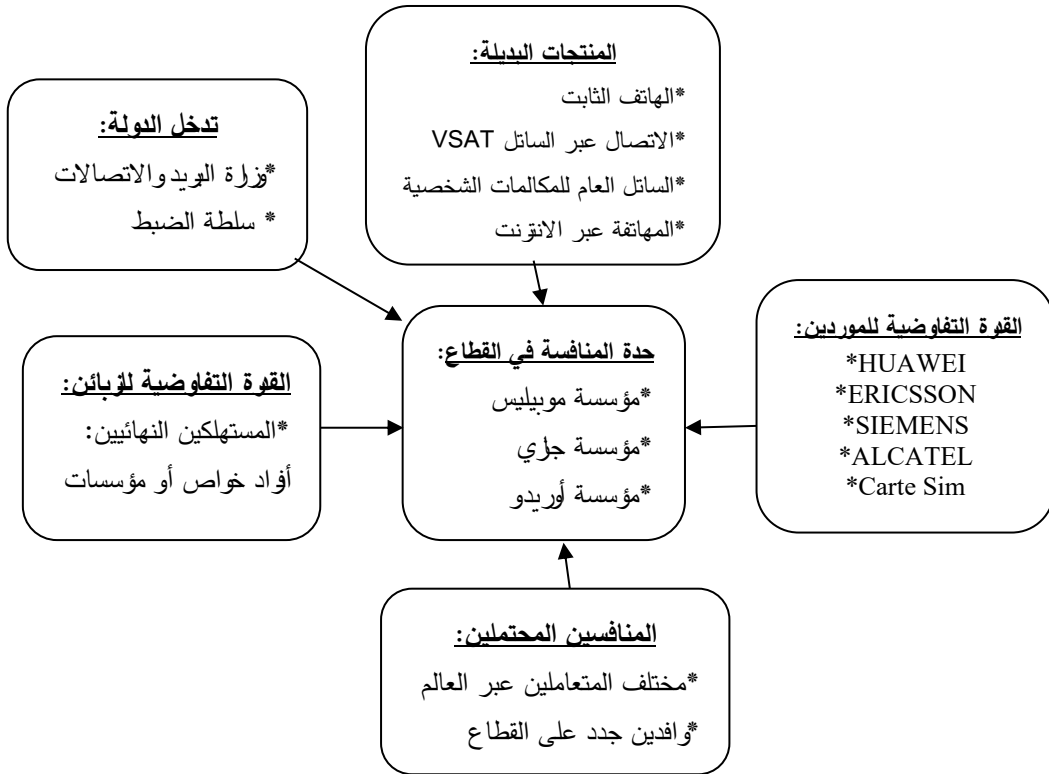 المنتجات البديلة:
*الهاتف الثابت
*الاتصال عبر الساتل VSAT
*الساتل العام للمكالمات الشخصية
*المهاتفة عبر الانترنت
تدخل الدولة:
*وزارة البريد والاتصالات
* سلطة الضبط
القوة التفاوضية للموردين:
*HUAWEI
*ERICSSON
*SIEMENS
*ALCATEL
*Carte Sim
حدة المنافسة في القطاع:
*مؤسسة موبيليس
*مؤسسة جازي
*مؤسسة أوريدو
القوة التفاوضية للزبائن:
*المستهلكين النهائيين:
أفراد خواص أو مؤسسات
المنافسين المحتملين:
*مختلف المتعاملين عبر العالم
*وافدين جدد على القطاع